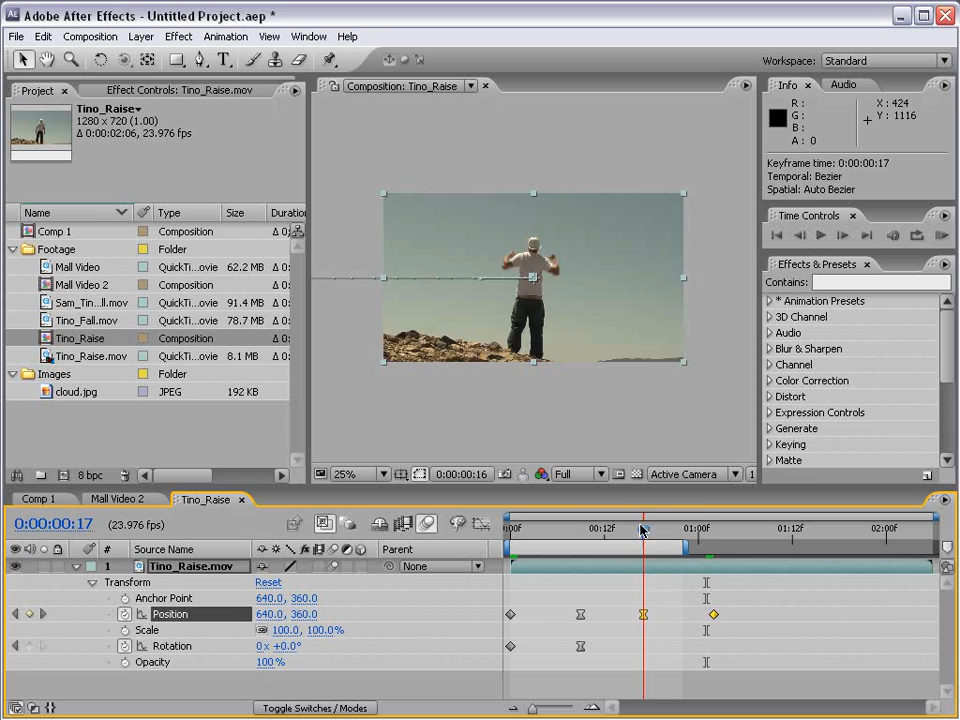 Adobe After Effects - Untitled Project.aep *
File Edit Composition Layer Effect Animation View Window Help
Workspace: Standard
Project × Effect Controls: Tino_Raise.mov
Composition: Tino_Raise
Info × Audio
Tino_Raise
1280 x 720 (1.00)
Δ 0:00:02:06, 23.976 fps
R :
G :
B :
A : 0
X : 424
Y : 1116
Keyframe time: 0:00:00:17
Temporal: Bezier
Spatial: Auto Bezier
Name Type Size Duratio
Comp 1 Composition Δ 0:
Footage Folder
Mall Video QuickTi...ovie 62.2 MB Δ 0:
Mall Video 2 Composition Δ 0:
Sam_Tin...ll.mov QuickTi...ovie 91.4 MB Δ 0:
Tino_Fall.mov QuickTi...ovie 78.7 MB Δ 0:
Tino_Raise Composition Δ 0:
Tino_Raise.mov QuickTi...ovie 8.1 MB Δ 0:
Images Folder
cloud.jpg JPEG 192 KB
8 bpc
Time Controls ×
Effects & Presets ×
Contains:
* Animation Presets
3D Channel
Audio
Blur & Sharpen
Channel
Color Correction
Distort
Expression Controls
Generate
Keying
Matte
25% 0:00:00:16 Full Active Camera 1
Comp 1 Mall Video 2 Tino_Raise ×
0:00:00:17 (23.976 fps)
:00f 00:12f 01:00f 01:12f 02:00f
# Source Name Parent
1 Tino_Raise.mov None
Transform Reset
Anchor Point 640.0, 360.0
Position 640.0, 360.0
Scale 100.0, 100.0%
Rotation 0x +0.0°
Opacity 100%
Toggle Switches / Modes